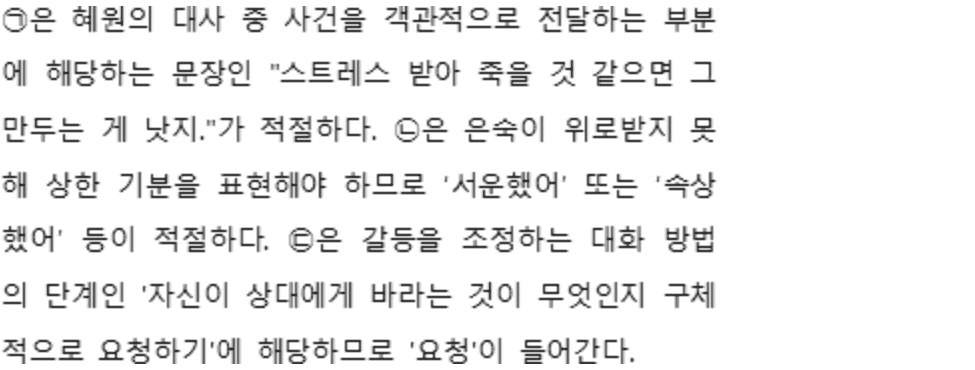 ㉠은 혜원의 대사 중 사건을 객관적으로 전달하는 부분
에 해당하는 문장인 "스트레스 받아 죽을 것 같으면 그
만두는 게 낫지."가 적절하다. ㉡은 은숙이 위로받지 못
해 상한 기분을 표현해야 하므로 '서운했어' 또는 '속상
했어' 등이 적절하다. ㉢은 갈등을 조정하는 대화 방법
의 단계인 '자신이 상대에게 바라는 것이 무엇인지 구체
적으로 요청하기'에 해당하므로 '요청'이 들어간다.